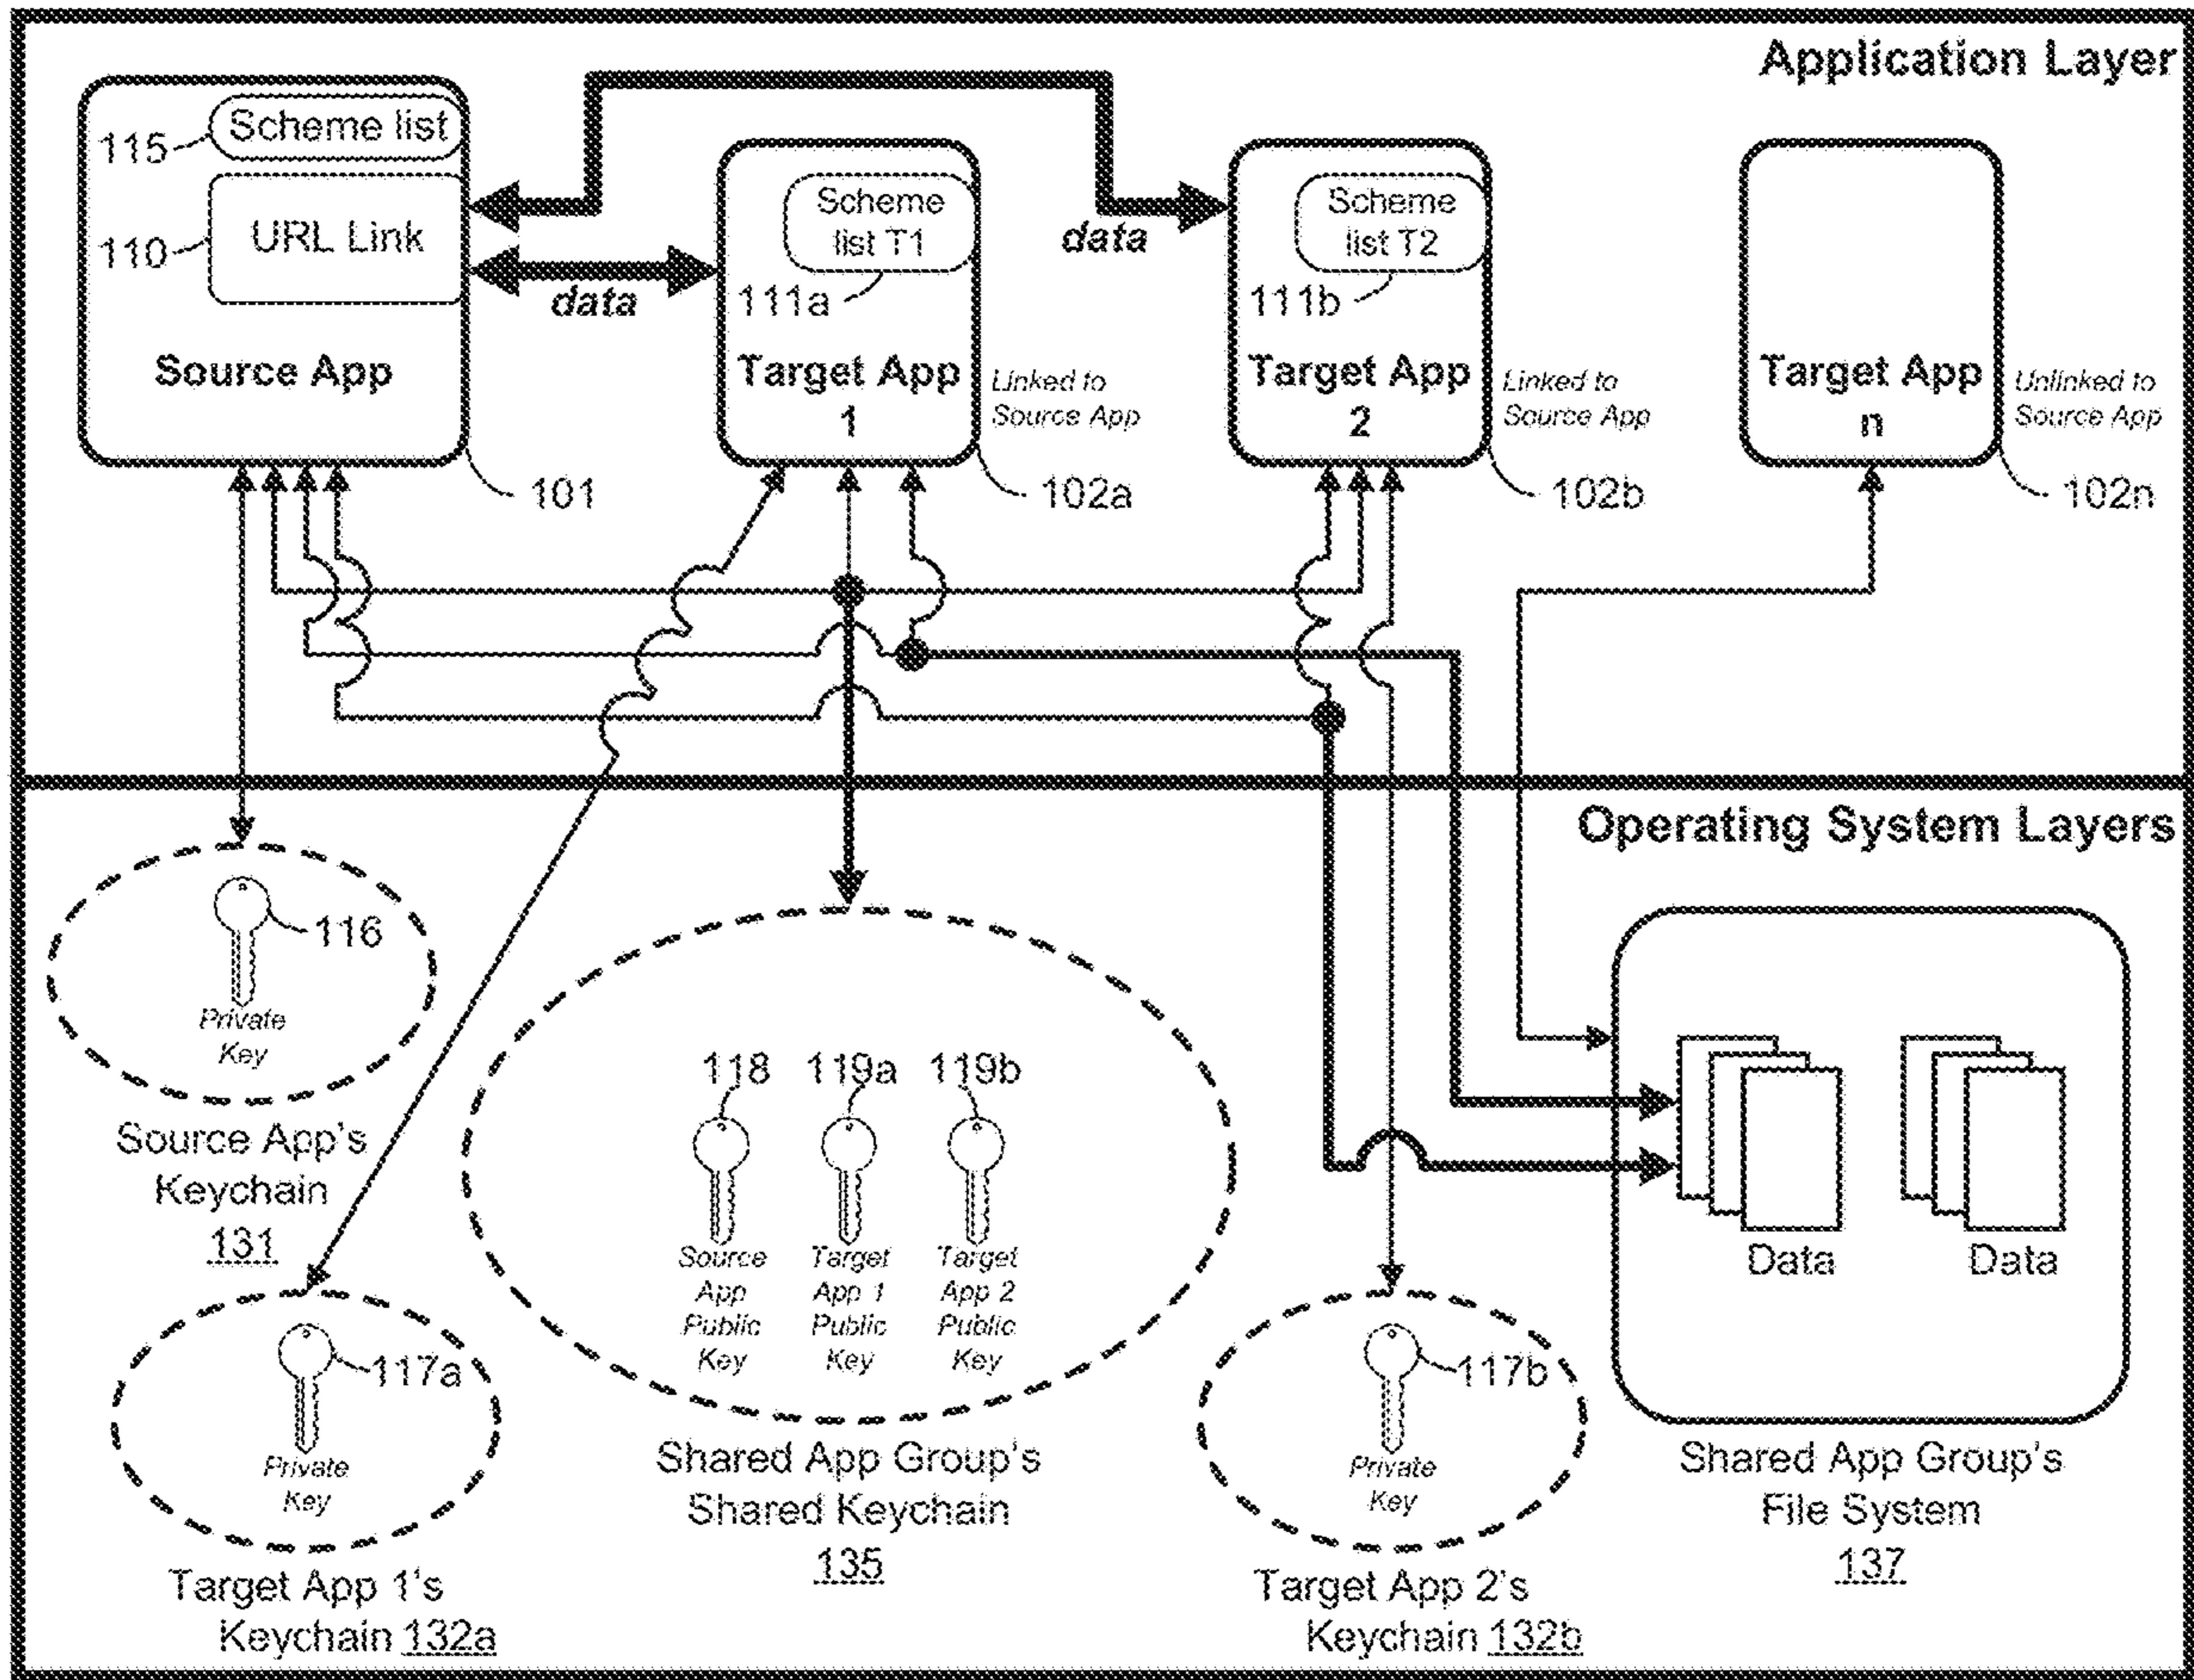 Application Layer
115
Scheme list
110
URL Link
Source App
101
data
Scheme
list T1
111a
Target App
1
Linked to
Source App
102a
data
Scheme
list T2
111b
Target App
2
Linked to
Source App
102b
Target App
n
Unlinked to
Source App
102n
Operating System Layers
116
Private
Key
Source App's
Keychain
131
117a
Private
Key
Target App 1's
Keychain 132a
118
119a
119b
Source
App
Public
Key
Target
App 1
Public
Key
Target
App 2
Public
Key
Shared App Group's
Shared Keychain
135
117b
Private
Key
Target App 2's
Keychain 132b
Data
Data
Shared App Group's
File System
137